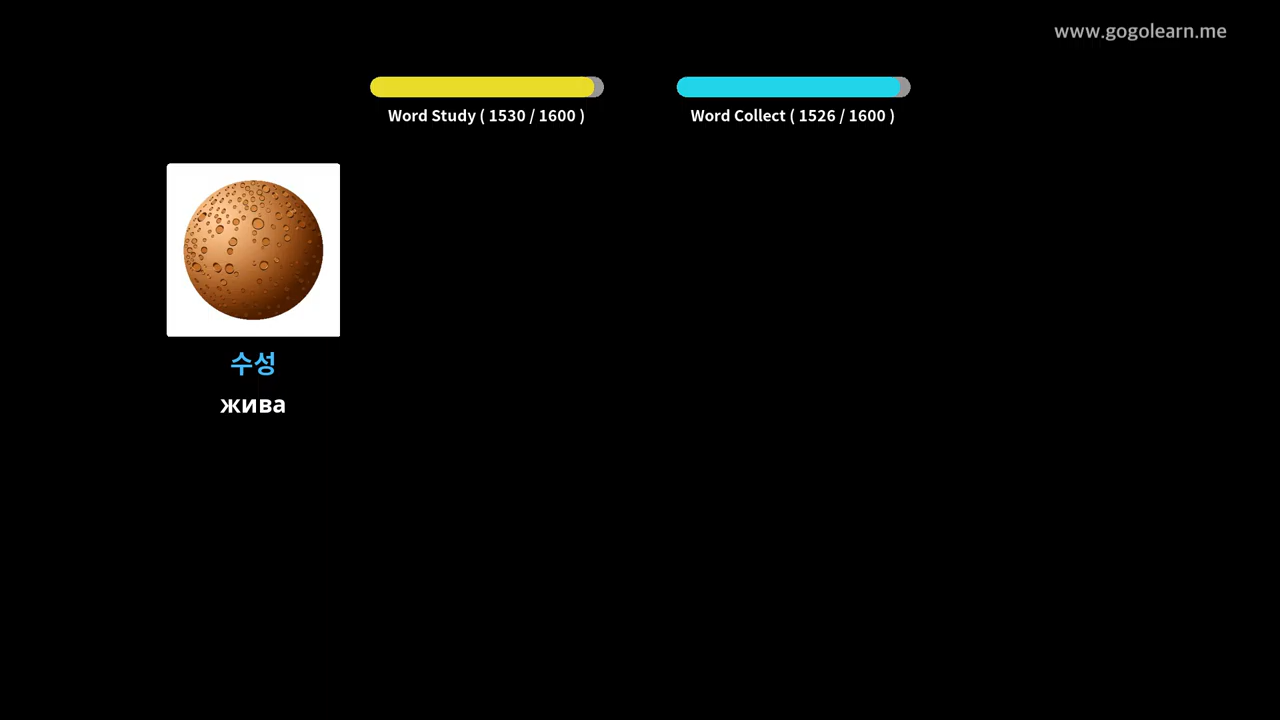 www.gogolearn.me
Word Study ( 1530 / 1600 )
Word Collect ( 1526 / 1600 )
수성
жива